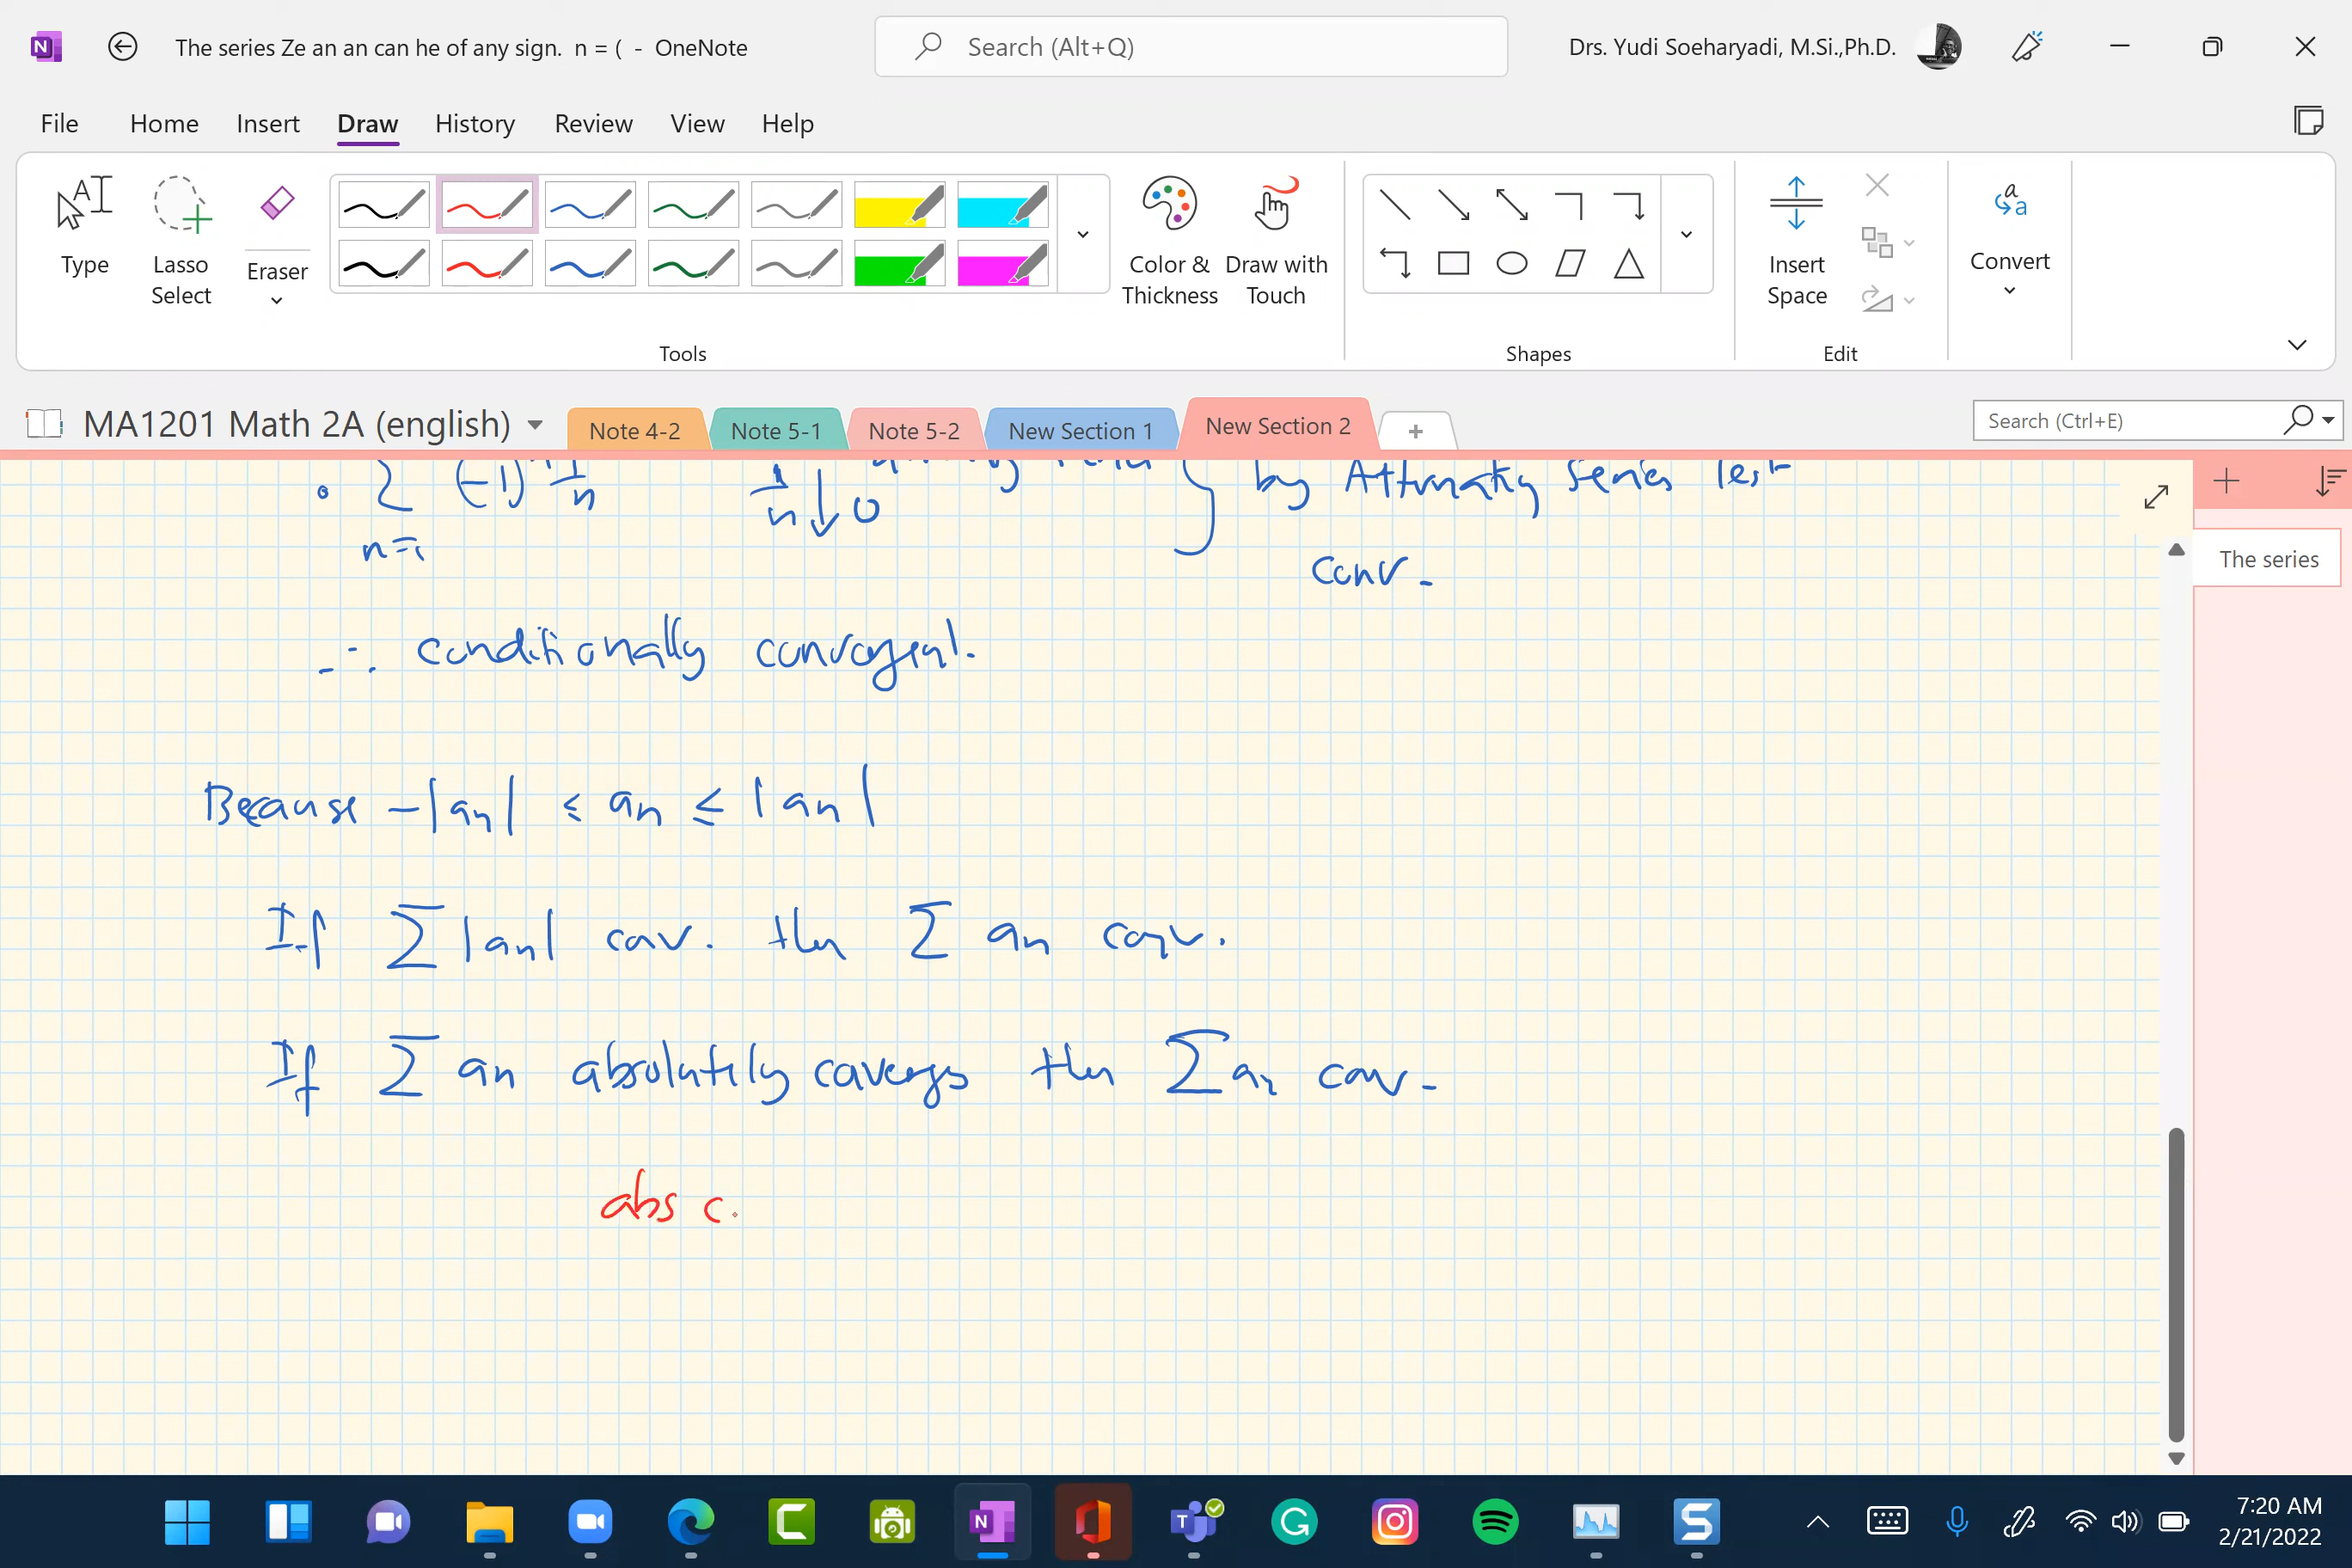 The series Ze an an can he of any sign. n = ( - OneNote
Search (Alt+Q)
Drs. Yudi Soeharyadi, M.Si.,Ph.D.
File Home Insert Draw History Review View Help
Type
Lasso Select
Eraser
Color & Thickness
Draw with Touch
Insert Space
Convert
Tools
Shapes
Edit
MA1201 Math 2A (english)
Note 4-2
Note 5-1
Note 5-2
New Section 1
New Section 2
Search (Ctrl+E)
The series
by Alternating Series Test
conv.
∴ conditionally convergent.
Because -|an| ≤ an ≤ |an|
If ∑ |an| conv. then ∑ an conv.
If ∑ an absolutely converges then ∑ an conv.
abs c
7:20 AM
2/21/2022